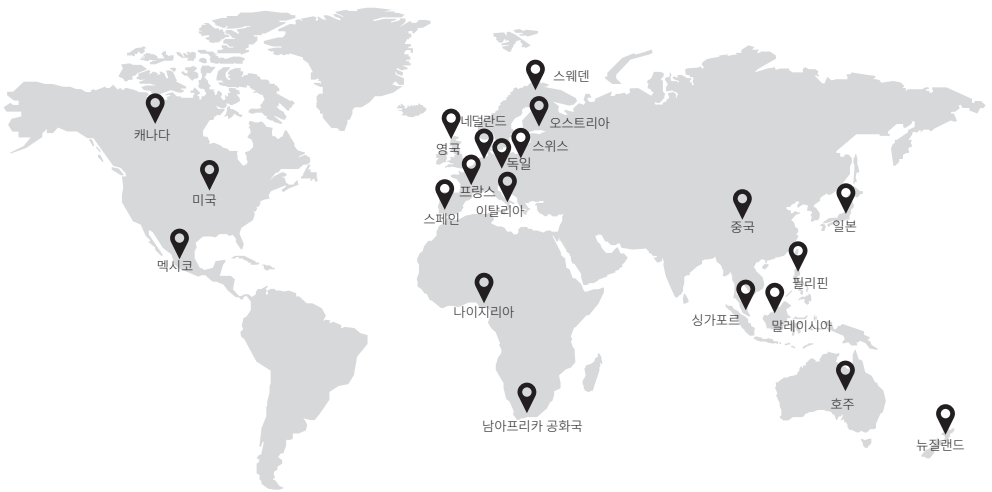 스웨덴
네덜란드
오스트리아
캐나다
영국
스위스
독일
미국
프랑스
이탈리아
스페인
중국
일본
멕시코
필리핀
나이지리아
싱가포르
말레이시아
호주
남아프리카 공화국
뉴질랜드